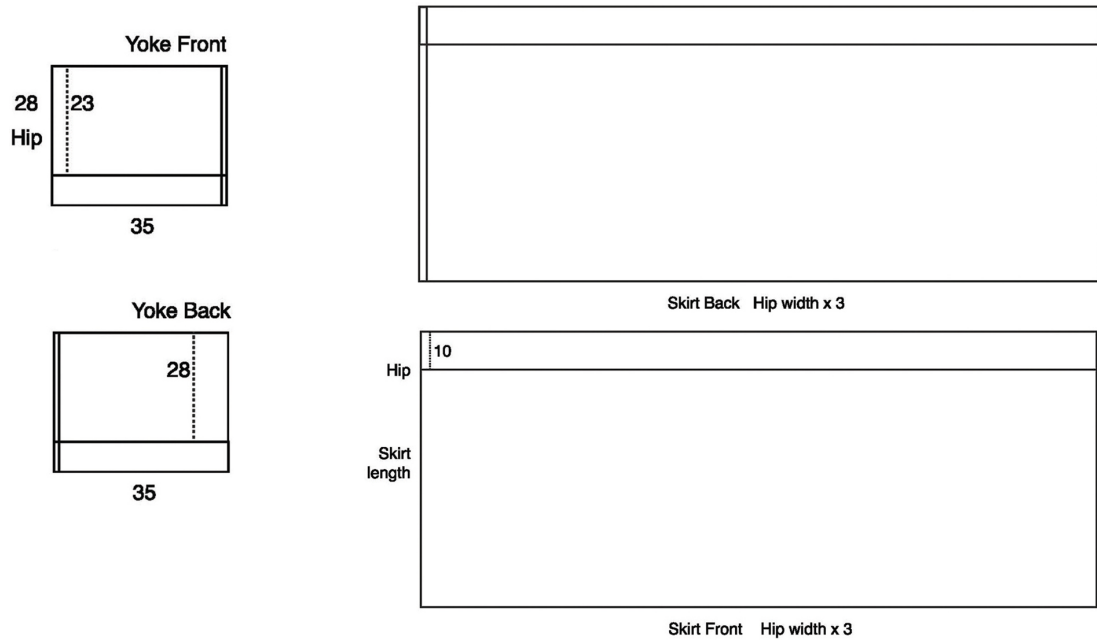 Yoke Front
28 23
Hip
35
Yoke Back
28
35
Skirt Back Hip width x 3
10
Hip
Skirt
length
Skirt Front Hip width x 3